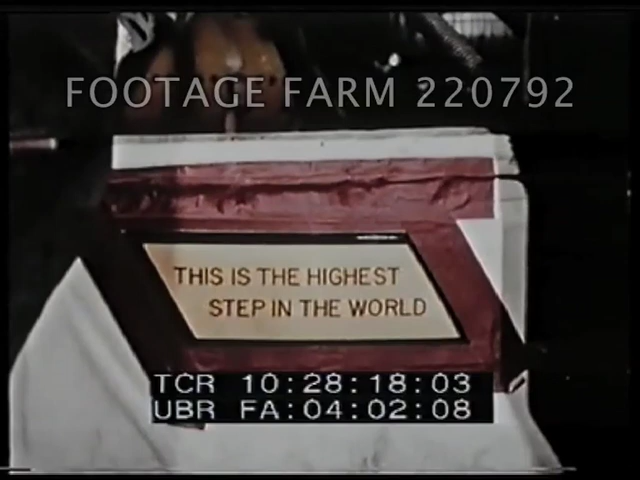 FOOTAGE FARM 220792
THIS IS THE HIGHEST
STEP IN THE WORLD
TCR 10:28:18:03
UBR FA:04:02:08